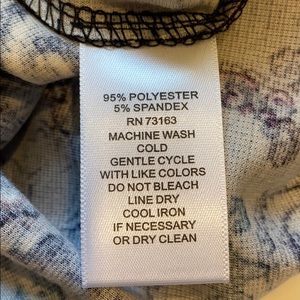 95% POLYESTER
5% SPANDEX
RN 73163
MACHINE WASH
COLD
GENTLE CYCLE
WITH LIKE COLORS
DO NOT BLEACH
LINE DRY
COOL IRON
IF NECESSARY
OR DRY CLEAN